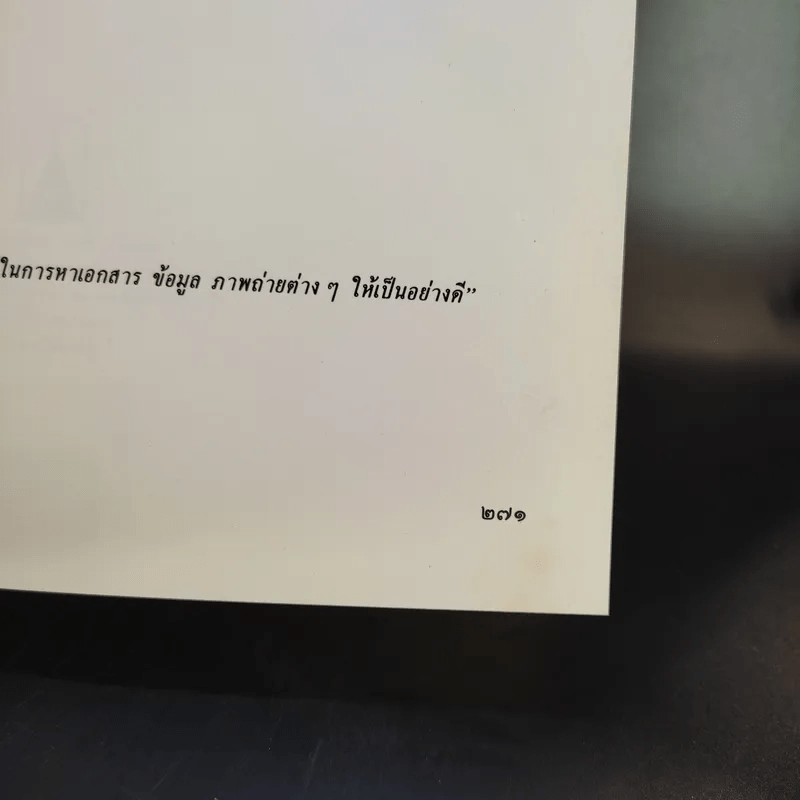 ในการหาเอกสาร ข้อมูล ภาพถ่ายต่าง ๆ ให้เป็นอย่างดี”
๒๗๑